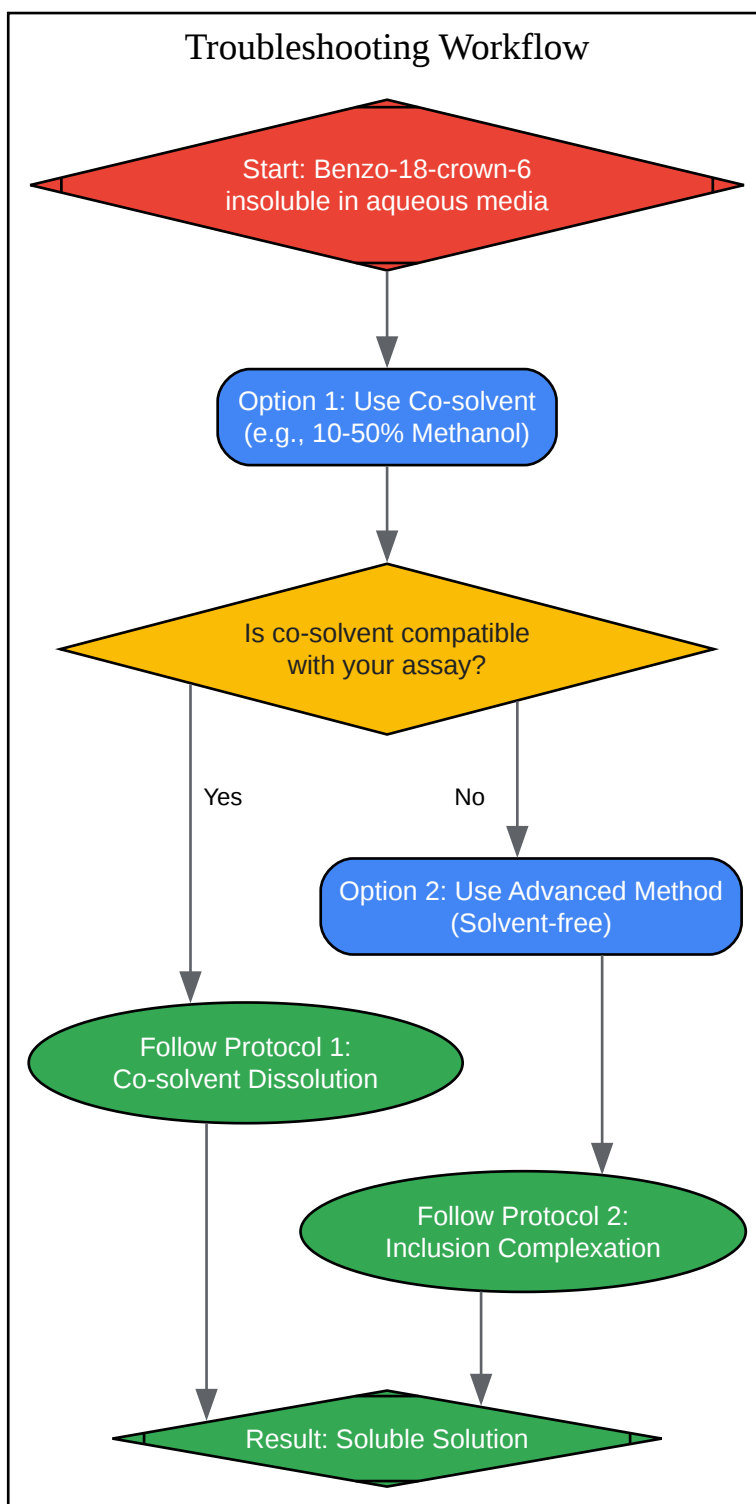 Troubleshooting Workflow
Start: Benzo-18-crown-6
insoluble in aqueous media
Option 1: Use Co-solvent
(e.g., 10-50% Methanol)
Is co-solvent compatible
with your assay?
Yes
No
Option 2: Use Advanced Method
(Solvent-free)
Follow Protocol 1:
Co-solvent Dissolution
Follow Protocol 2:
Inclusion Complexation
Result: Soluble Solution